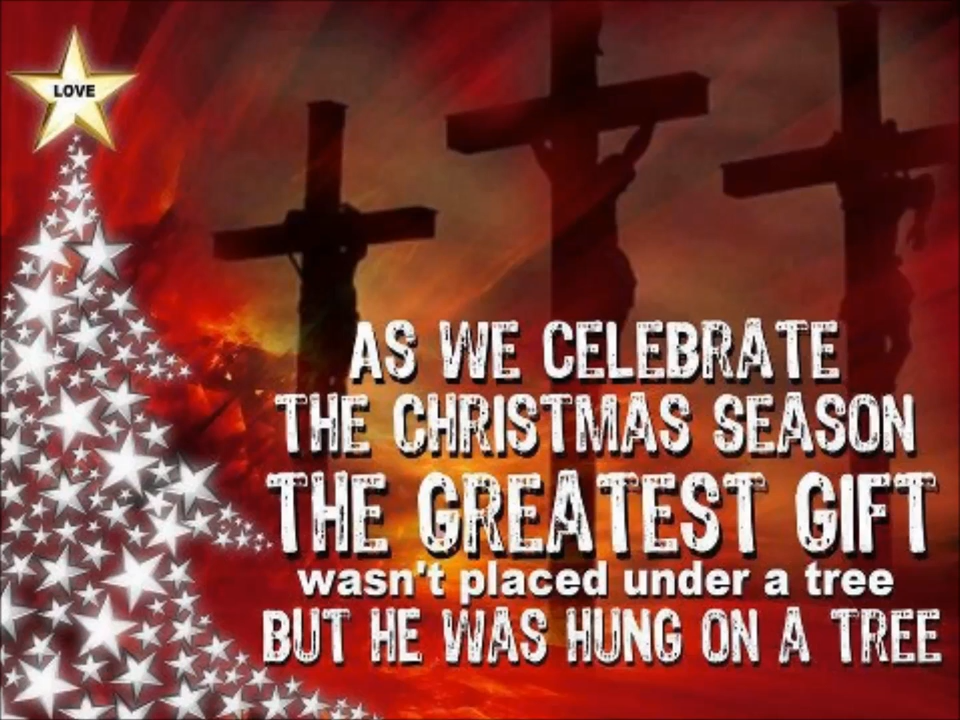 LOVE
AS WE CELEBRATE
THE CHRISTMAS SEASON
THE GREATEST GIFT
wasn't placed under a tree
BUT HE WAS HUNG ON A TREE